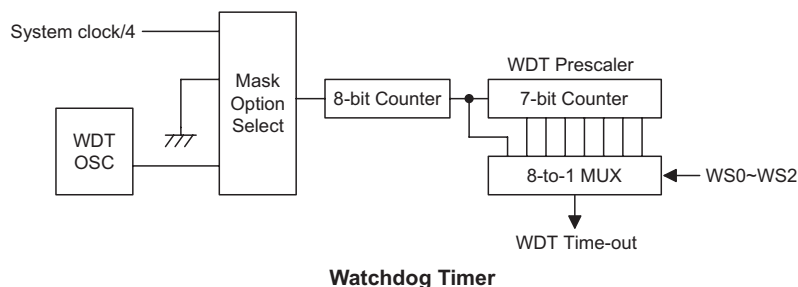 System clock/4
WDT Prescaler
Mask
Option
Select
8-bit Counter
7-bit Counter
WDT
OSC
8-to-1 MUX
WS0~WS2
WDT Time-out
Watchdog Timer